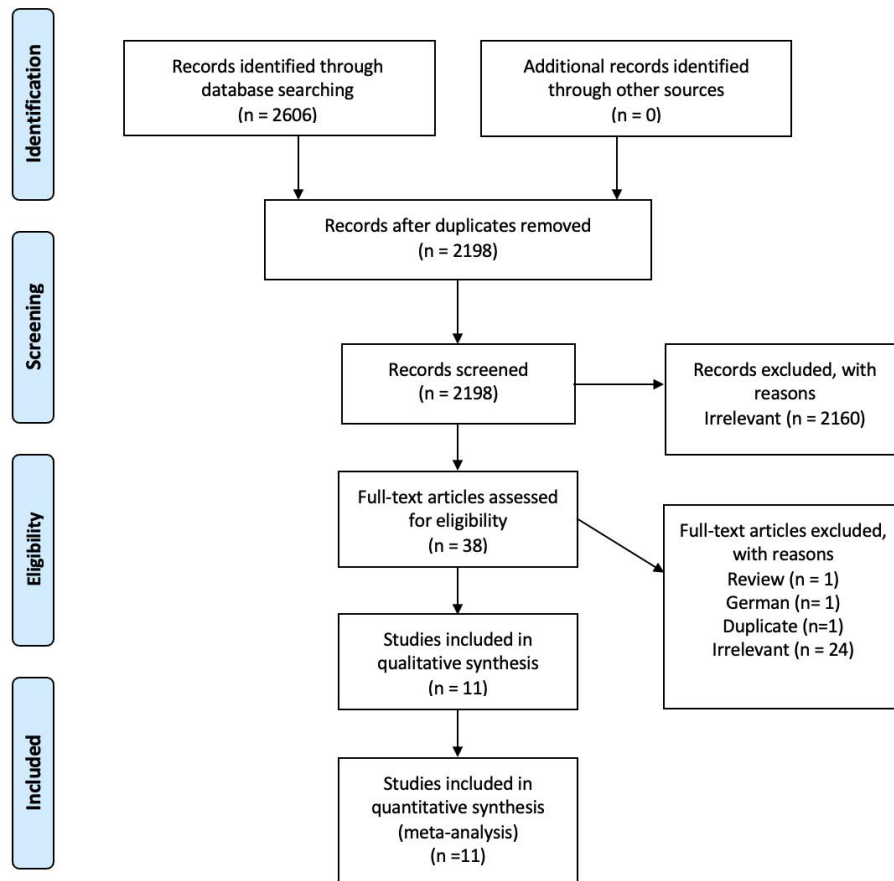 Identification
Records identified through
database searching
(n = 2606)
Additional records identified
through other sources
(n = 0)
Records after duplicates removed
(n = 2198)
Screening
Records screened
(n = 2198)
Records excluded, with
reasons
Irrelevant (n = 2160)
Eligibility
Full-text articles assessed
for eligibility
(n = 38)
Full-text articles excluded,
with reasons
Review (n = 1)
German (n= 1)
Duplicate (n=1)
Irrelevant (n = 24)
Studies included in
qualitative synthesis
(n = 11)
Included
Studies included in
quantitative synthesis
(meta-analysis)
(n =11)